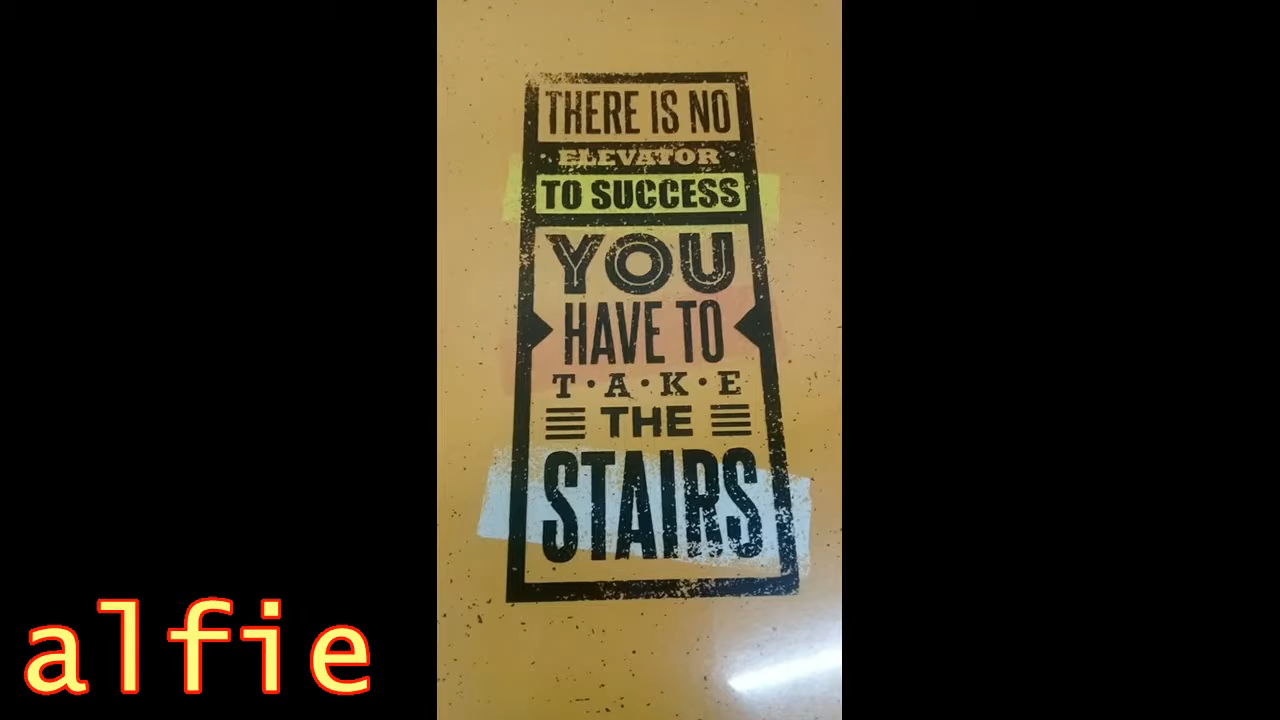 THERE IS NO
• ELEVATOR •
TO SUCCESS
YOU
HAVE TO
T•A•K•E
THE
STAIRS
alfie